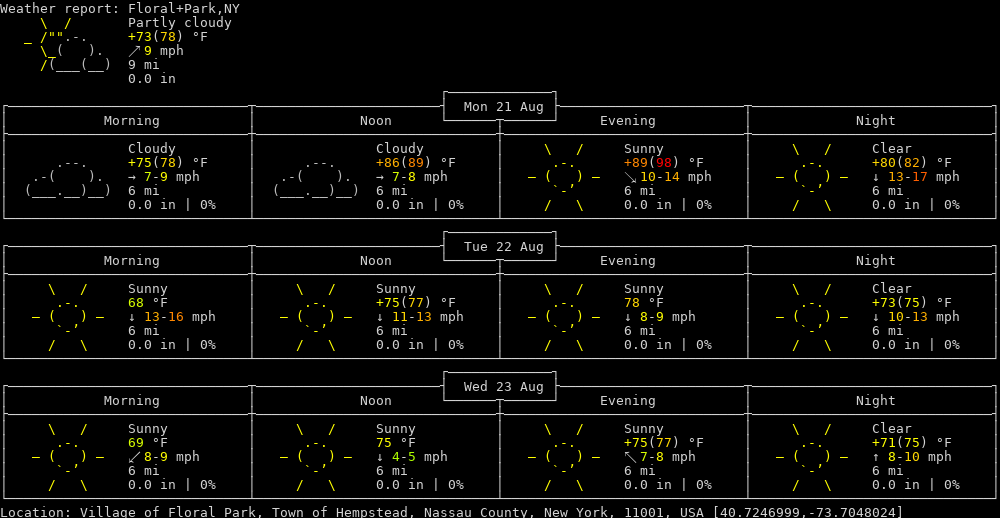 Weather report: Floral+Park,NY
Partly cloudy
+73(78) °F
↗ 9 mph
9 mi
0.0 in
Mon 21 Aug
Morning Noon Evening Night
Cloudy Cloudy Sunny Clear
+75(78) °F +86(89) °F +89(98) °F +80(82) °F
→ 7-9 mph → 7-8 mph ↘ 10-14 mph ↓ 13-17 mph
6 mi 6 mi 6 mi 6 mi
0.0 in | 0% 0.0 in | 0% 0.0 in | 0% 0.0 in | 0%
Tue 22 Aug
Morning Noon Evening Night
Sunny Sunny Sunny Clear
68 °F +75(77) °F 78 °F +73(75) °F
↓ 13-16 mph ↓ 11-13 mph ↓ 8-9 mph ↓ 10-13 mph
6 mi 6 mi 6 mi 6 mi
0.0 in | 0% 0.0 in | 0% 0.0 in | 0% 0.0 in | 0%
Wed 23 Aug
Morning Noon Evening Night
Sunny Sunny Sunny Clear
69 °F 75 °F +75(77) °F +71(75) °F
↙ 8-9 mph ↓ 4-5 mph ↖ 7-8 mph ↑ 8-10 mph
6 mi 6 mi 6 mi 6 mi
0.0 in | 0% 0.0 in | 0% 0.0 in | 0% 0.0 in | 0%
Location: Village of Floral Park, Town of Hempstead, Nassau County, New York, 11001, USA [40.7246999,-73.7048024]